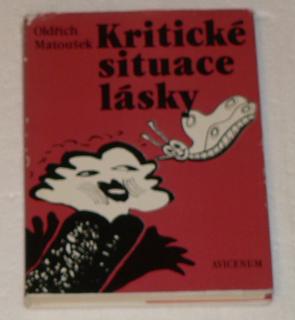 Oldřich
Matoušek
Kritické
situace
lásky
AVICENUM